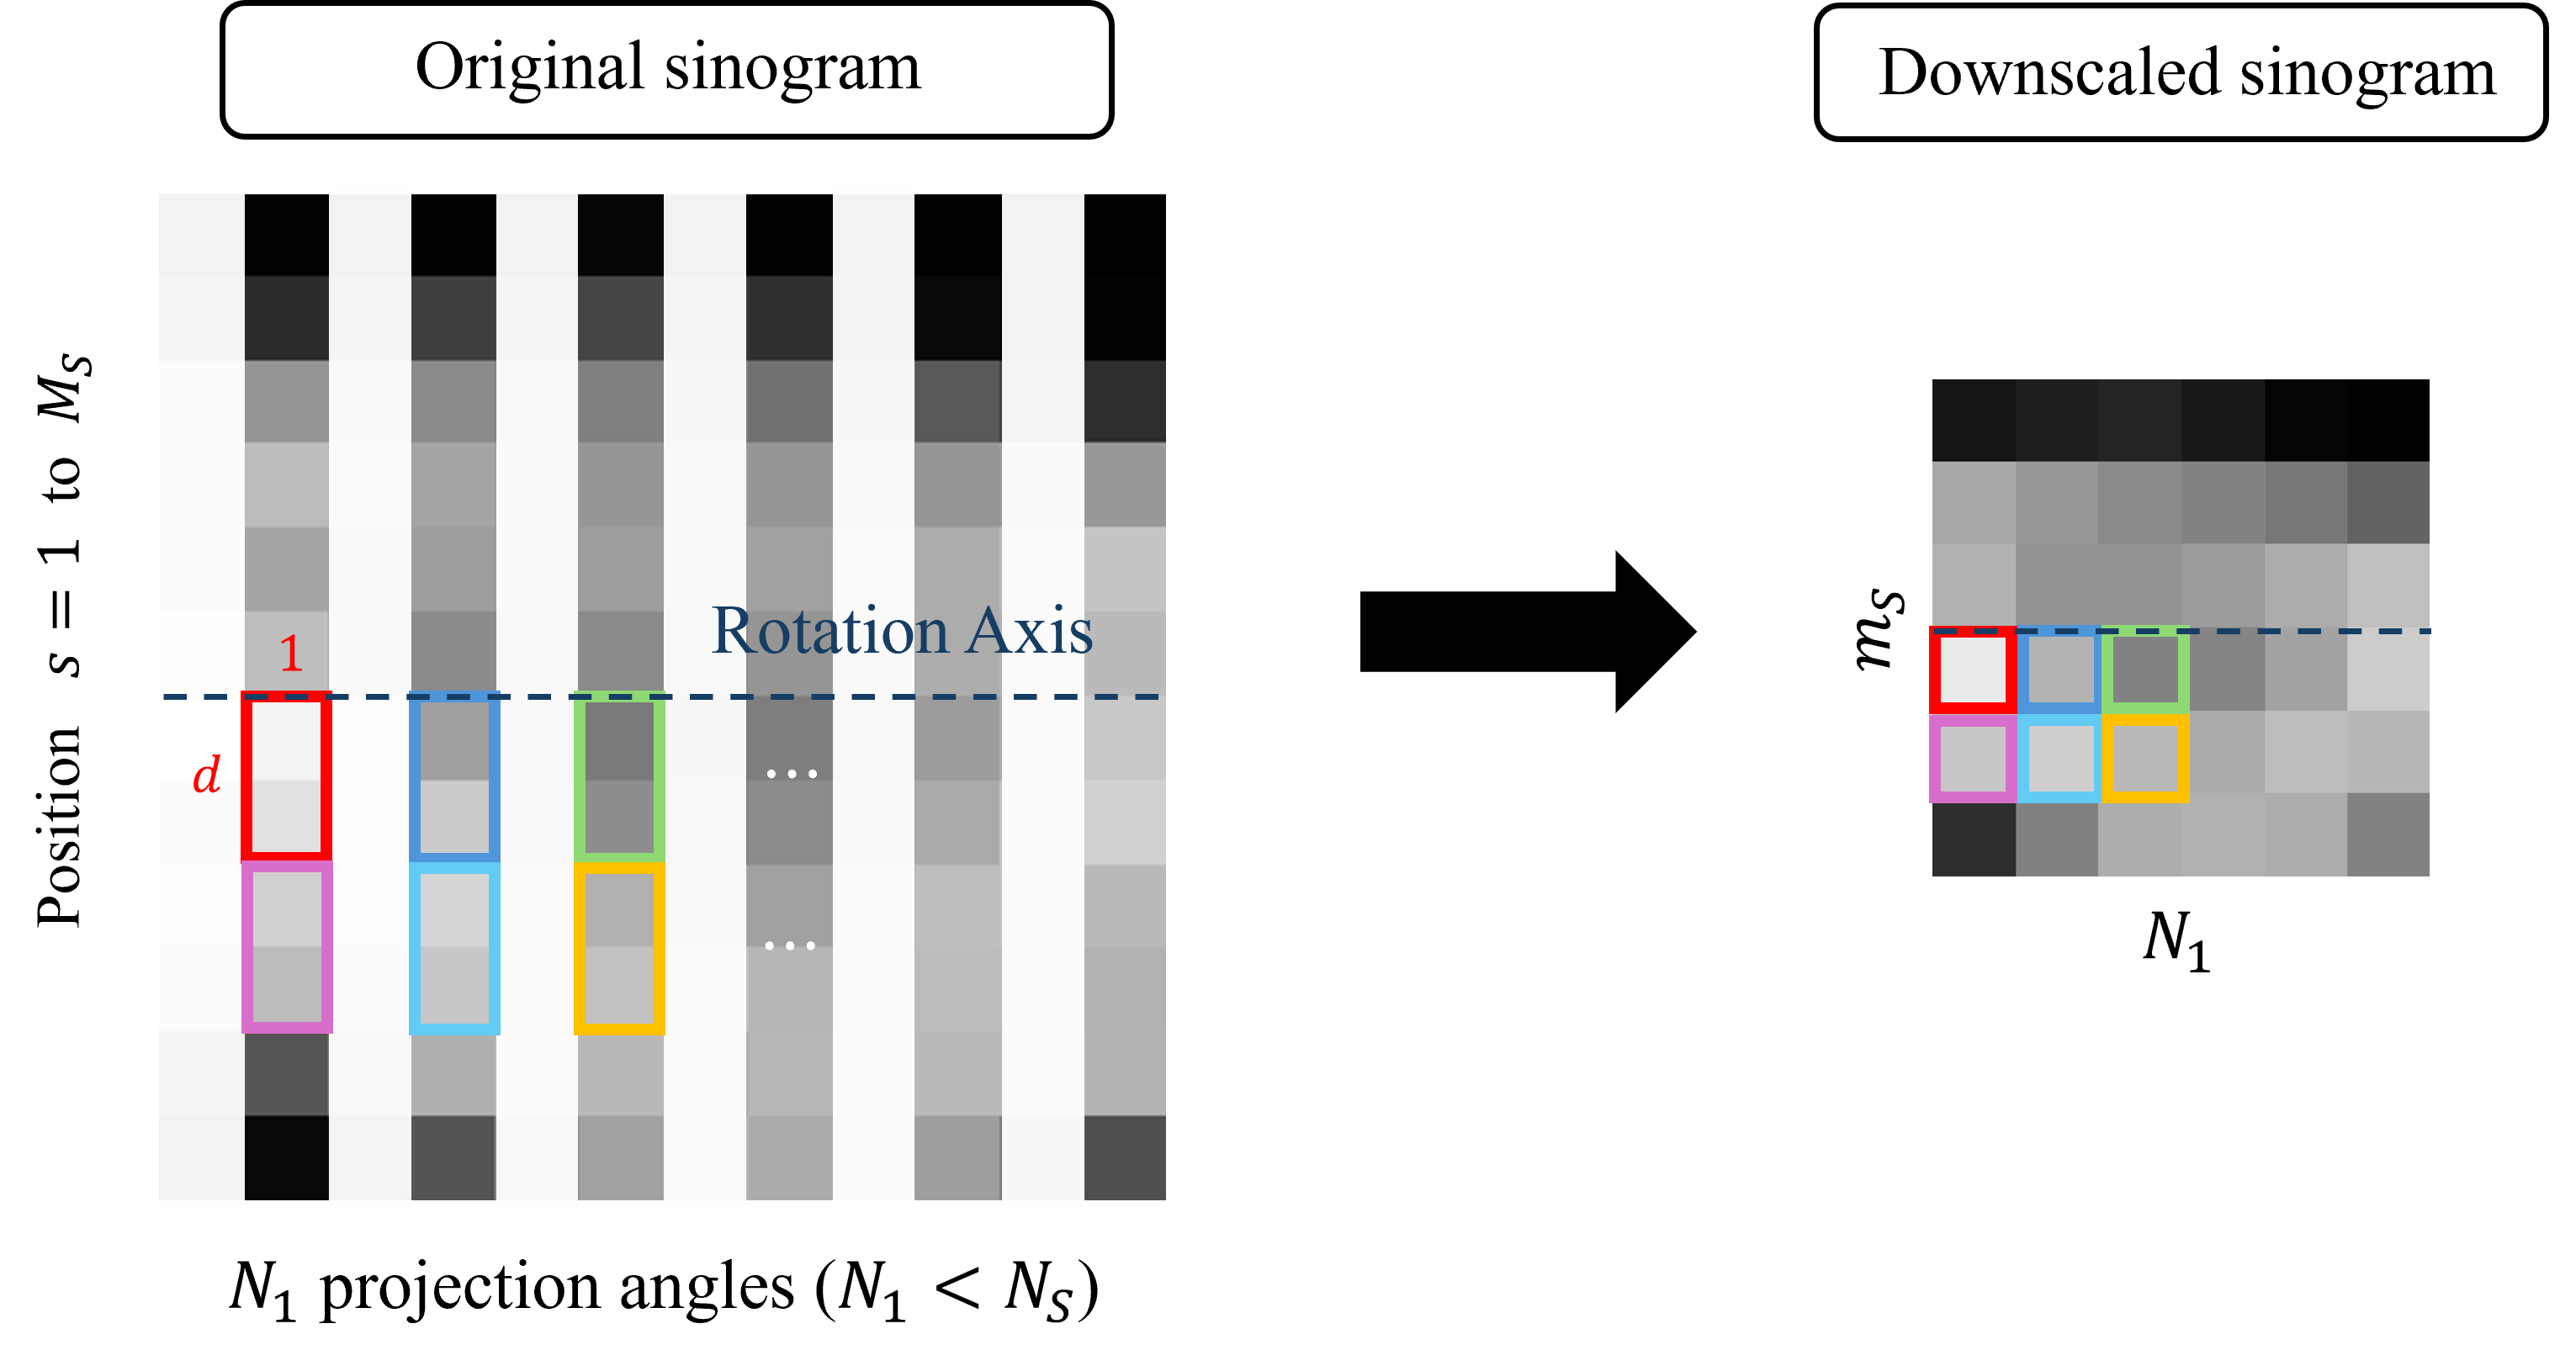 Original sinogram
Downscaled sinogram
Position s = 1 to M_S
1
d
Rotation Axis
...
...
N_1 projection angles (N_1 < N_S)
m_S
N_1